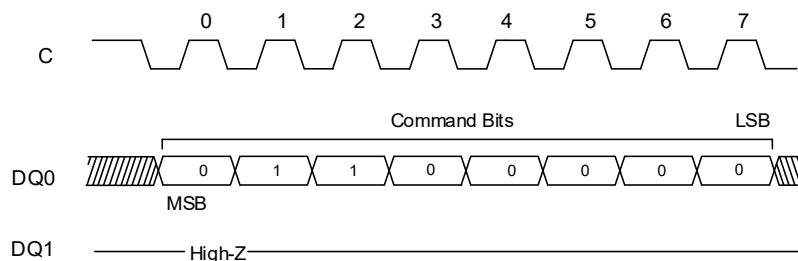 0 1 2 3 4 5 6 7
C
Command Bits LSB
DQ0 0 1 1 0 0 0 0 0
MSB
DQ1 High-Z